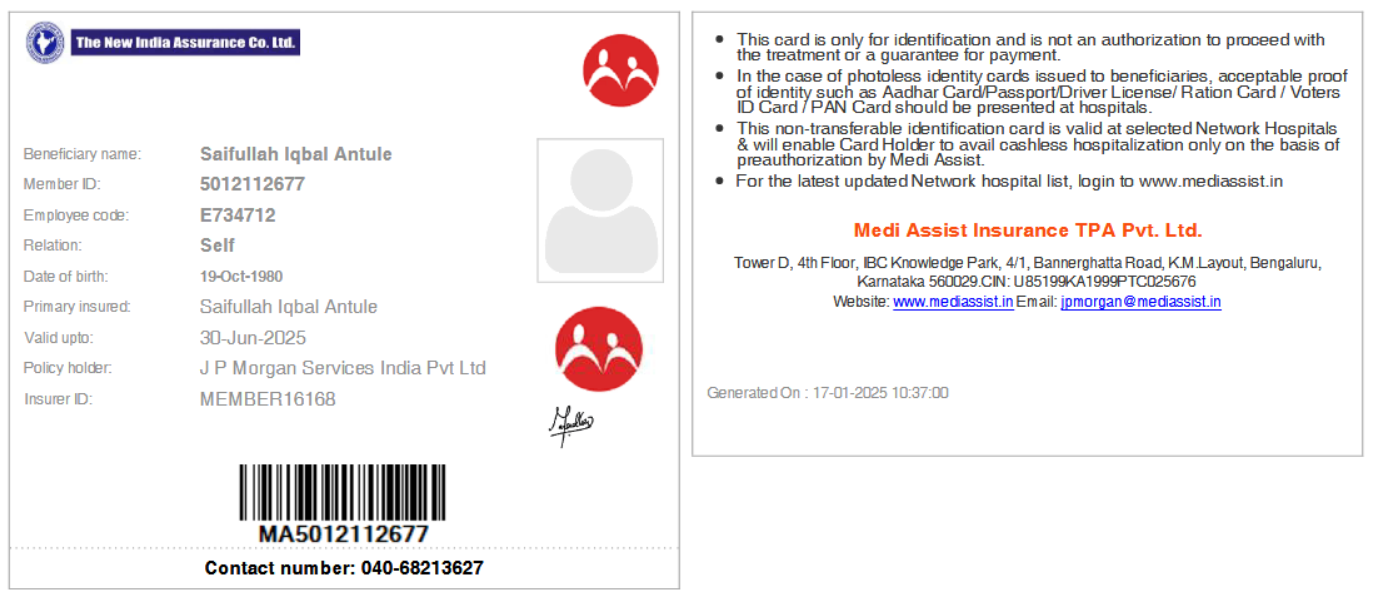 The New India Assurance Co. Ltd.
Beneficiary name: Saifullah Iqbal Antule
Member ID: 5012112677
Employee code: E734712
Relation: Self
Date of birth: 19-Oct-1980
Primary insured: Saifullah Iqbal Antule
Valid upto: 30-Jun-2025
Policy holder: J P Morgan Services India Pvt Ltd
Insurer ID: MEMBER16168
MA5012112677
Contact number: 040-68213627
This card is only for identification and is not an authorization to proceed with
the treatment or a guarantee for payment.
In the case of photoless identity cards issued to beneficiaries, acceptable proof
of identity such as Aadhar Card/Passport/Driver License/ Ration Card / Voters
ID Card / PAN Card should be presented at hospitals.
This non-transferable identification card is valid at selected Network Hospitals
& will enable Card Holder to avail cashless hospitalization only on the basis of
preauthorization by Medi Assist.
For the latest updated Network hospital list, login to www.mediassist.in
Medi Assist Insurance TPA Pvt. Ltd.
Tower D, 4th Floor, IBC Knowledge Park, 4/1, Bannerghatta Road, K.M.Layout, Bengaluru,
Karnataka 560029.CIN: U85199KA1999PTC025676
Website: www.mediassist.in Email: jpmorgan@mediassist.in
Generated On : 17-01-2025 10:37:00